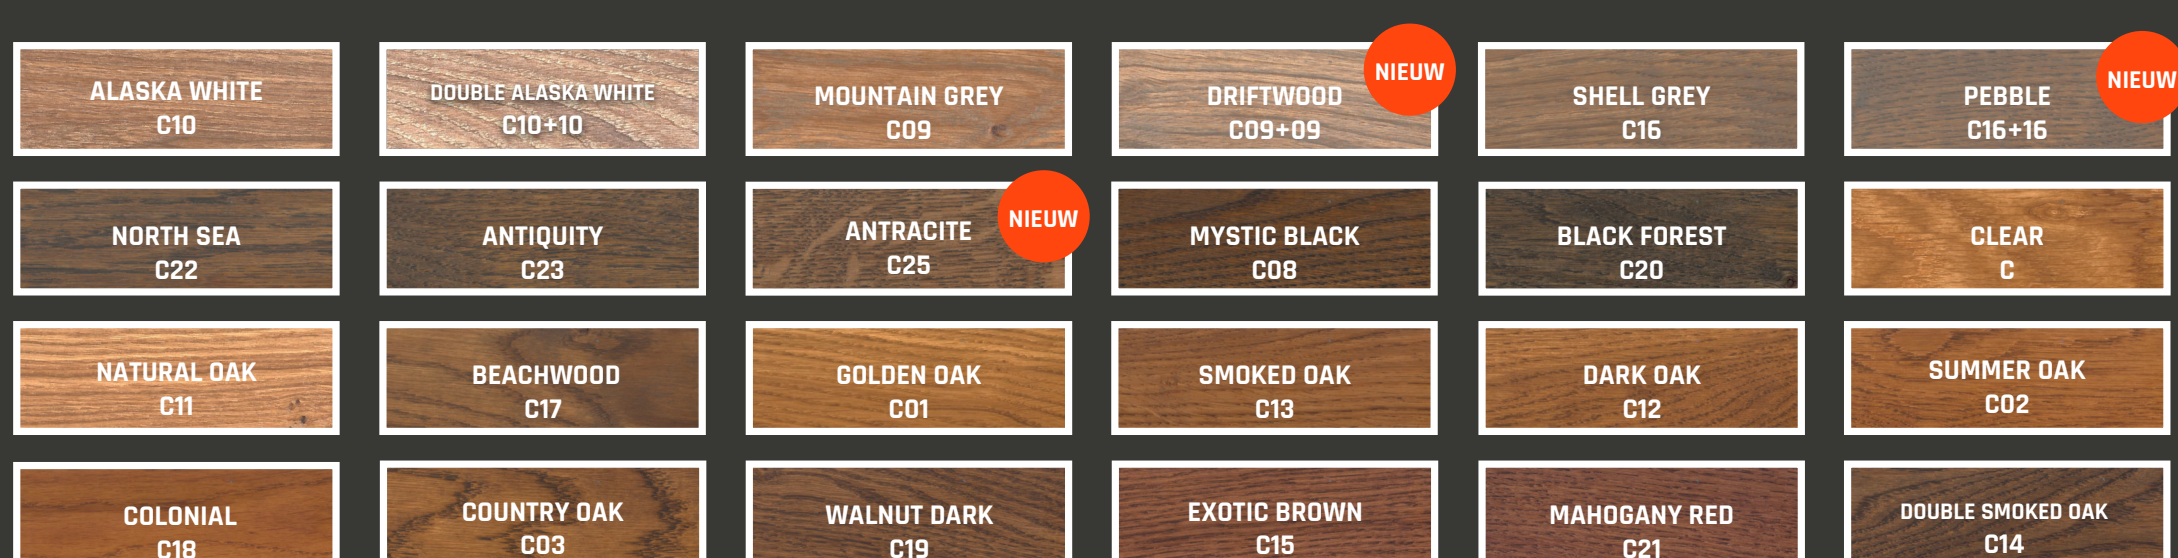 ALASKA WHITE
C10
DOUBLE ALASKA WHITE
C10+10
MOUNTAIN GREY
C09
DRIFTWOOD
C09+09
NIEUW
SHELL GREY
C16
PEBBLE
C16+16
NIEUW
NORTH SEA
C22
ANTIQUITY
C23
ANTRACITE
C25
NIEUW
MYSTIC BLACK
C08
BLACK FOREST
C20
CLEAR
C
NATURAL OAK
C11
BEACHWOOD
C17
GOLDEN OAK
C01
SMOKED OAK
C13
DARK OAK
C12
SUMMER OAK
C02
COLONIAL
C18
COUNTRY OAK
C03
WALNUT DARK
C19
EXOTIC BROWN
C15
MAHOGANY RED
C21
DOUBLE SMOKED OAK
C14